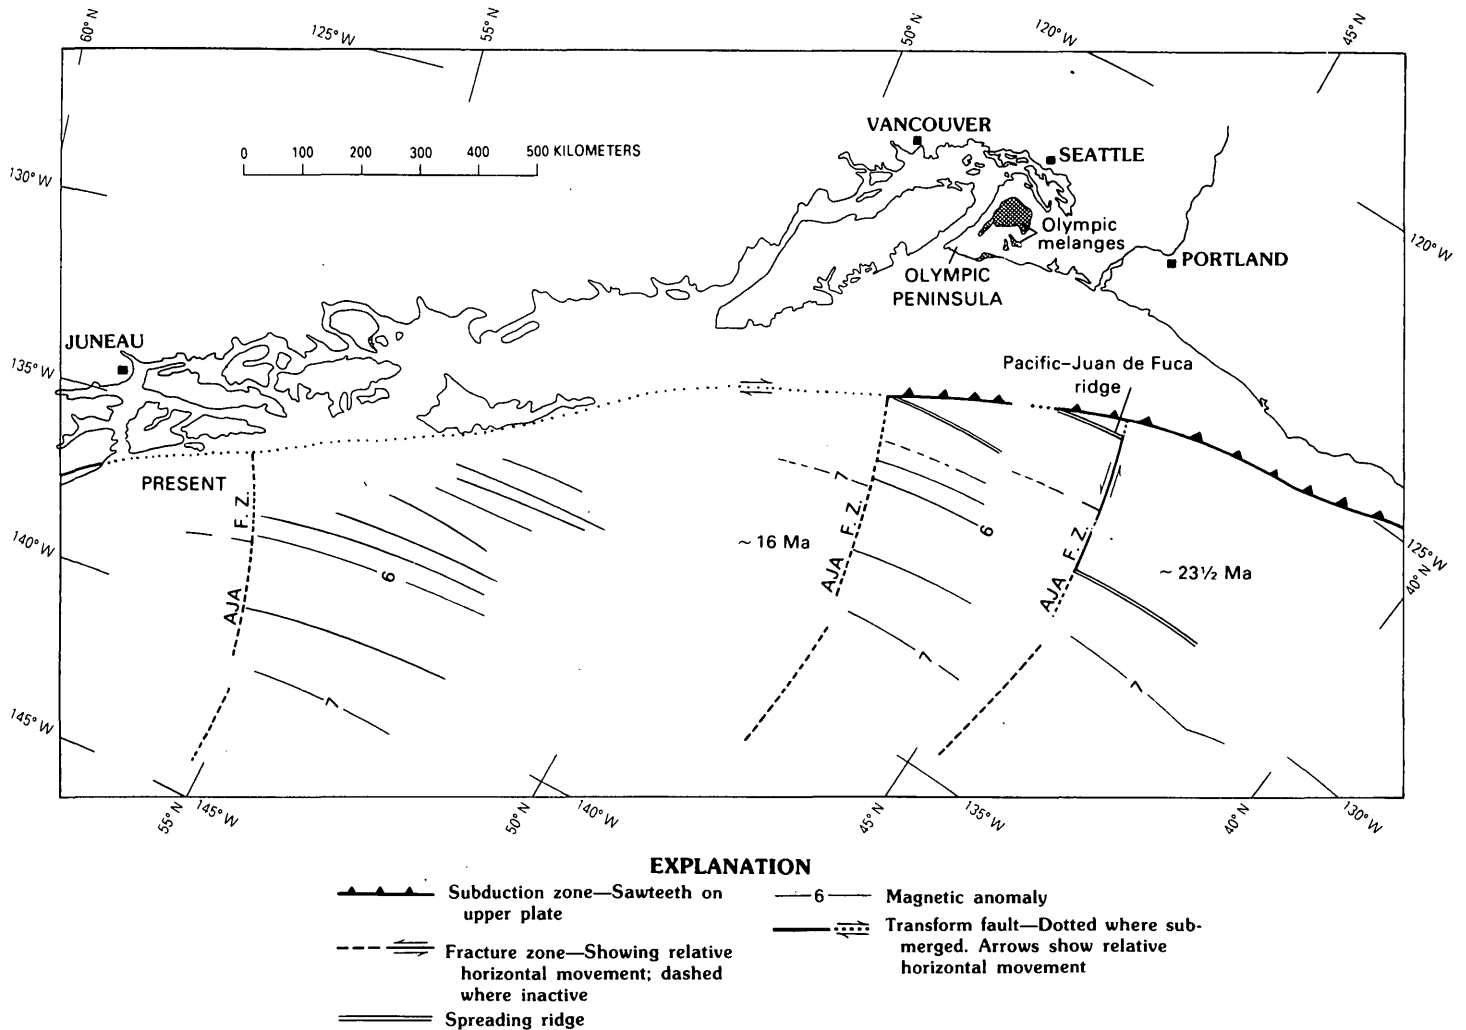 60° N
125° W
55° N
50° N
120° W
45° N
VANCOUVER
SEATTLE
0 100 200 300 400 500 KILOMETERS
130° W
Olympic
melanges
120° W
PORTLAND
OLYMPIC
PENINSULA
JUNEAU
135° W
Pacific–Juan de Fuca
ridge
PRESENT
AJA F. Z.
6
7
~ 16 Ma
AJA F. Z.
7
6
7
~ 23½ Ma
AJA F. Z.
7
140° W
125° W
40° N
145° W
55° N
145° W
50° N
140° W
45° N
135° W
40° N
130° W
EXPLANATION
Subduction zone—Sawteeth on
upper plate
Fracture zone—Showing relative
horizontal movement; dashed
where inactive
Spreading ridge
6
Magnetic anomaly
Transform fault—Dotted where sub-
merged. Arrows show relative
horizontal movement